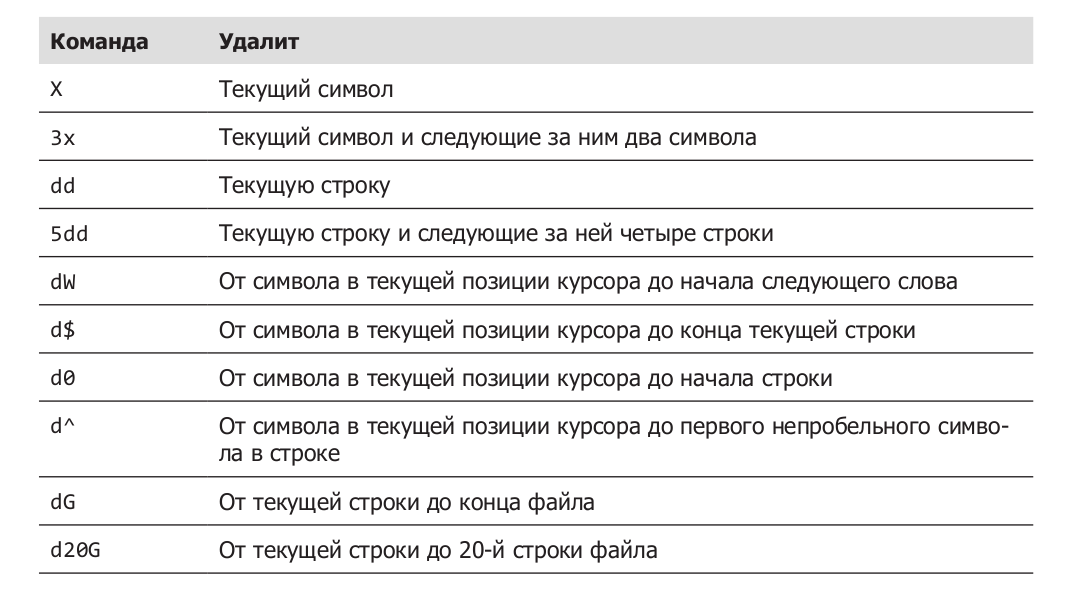 Команда Удалит
X Текущий символ
3x Текущий символ и следующие за ним два символа
dd Текущую строку
5dd Текущую строку и следующие за ней четыре строки
dW От символа в текущей позиции курсора до начала следующего слова
d$ От символа в текущей позиции курсора до конца текущей строки
d0 От символа в текущей позиции курсора до начала строки
d^ От символа в текущей позиции курсора до первого непробельного симво-
ла в строке
dG От текущей строки до конца файла
d20G От текущей строки до 20-й строки файла